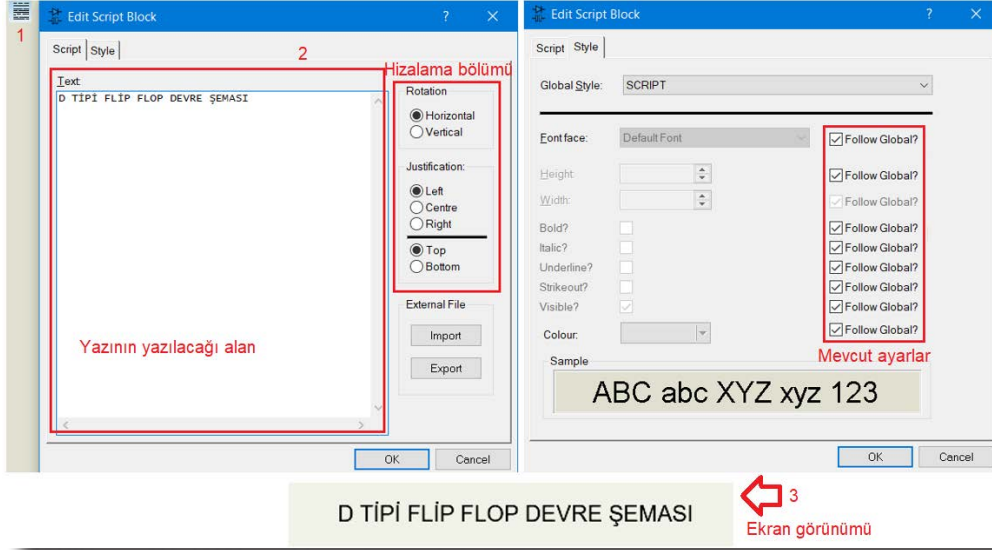 1
Edit Script Block ? ×
Script Style
2
Hizalama bölümü
Text
D TİPİ FLİP FLOP DEVRE ŞEMASI
Yazının yazılacağı alan
Rotation
Horizontal
Vertical
Justification:
Left
Centre
Right
Top
Bottom
External File
Import
Export
OK Cancel
Edit Script Block ? ×
Script Style
Global Style: SCRIPT
Font face: Default Font Follow Global?
Height: Follow Global?
Width: Follow Global?
Bold? Follow Global?
Italic? Follow Global?
Underline? Follow Global?
Strikeout? Follow Global?
Visible? Follow Global?
Colour: Follow Global?
Mevcut ayarlar
Sample
ABC abc XYZ xyz 123
OK Cancel
D TİPİ FLİP FLOP DEVRE ŞEMASI
3
Ekran görünümü